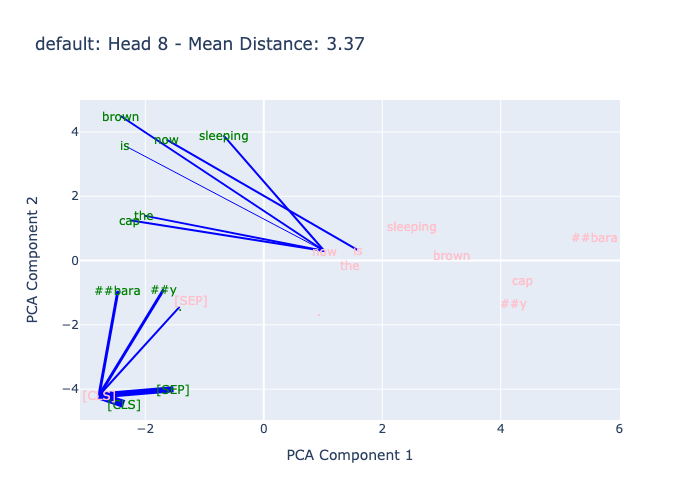 default: Head 8 - Mean Distance: 3.37
brown
now
sleeping
is
the
cap
sleeping
##bara
now
is
the
brown
cap
##y
##bara
##y
[SEP]
.
[SEP]
[CLS]
[CLS]
4
2
0
−2
−4
−2
0
2
4
6
PCA Component 1
PCA Component 2